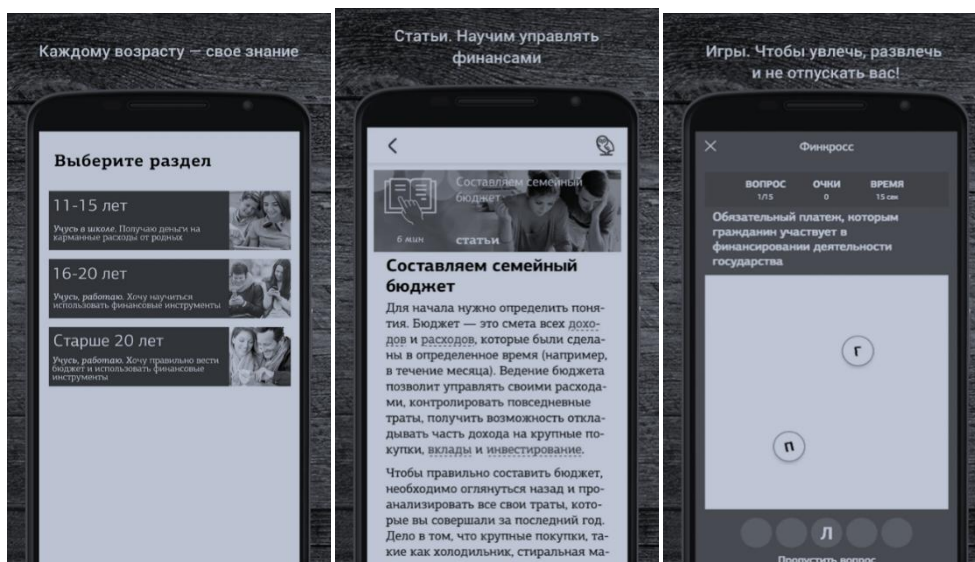 Каждому возрасту — свое знание
Выберите раздел
11-15 лет
Учусь в школе. Получаю деньги на
карманные расходы от родных
16-20 лет
Учусь, работаю. Хочу научиться
использовать финансовые инструменты
Старше 20 лет
Учусь, работаю. Хочу правильно вести
бюджет и использовать финансовые
инструменты
Статьи. Научим управлять
финансами
Составляем семейный
бюджет
6 мин
статьи
Составляем семейный
бюджет
Для начала нужно определить поня-
тия. Бюджет — это смета всех дохо-
дов и расходов, которые были сдела-
ны в определенное время (например,
в течение месяца). Ведение бюджета
позволит управлять своими расхода-
ми, контролировать повседневные
траты, получить возможность откла-
дывать часть дохода на крупные по-
купки, вклады и инвестирование.
Чтобы правильно составить бюджет,
необходимо оглянуться назад и про-
анализировать все свои траты, кото-
рые вы совершали за последний год.
Дело в том, что крупные покупки, та-
кие как холодильник, стиральная ма-
Игры. Чтобы увлечь, развлечь
и не отпускать вас!
Финкросс
ВОПРОС ОЧКИ ВРЕМЯ
1/15 0 15 сек
Обязательный платеж, которым
гражданин участвует в
финансировании деятельности
государства
Г
П
Л
Пропустить вопрос